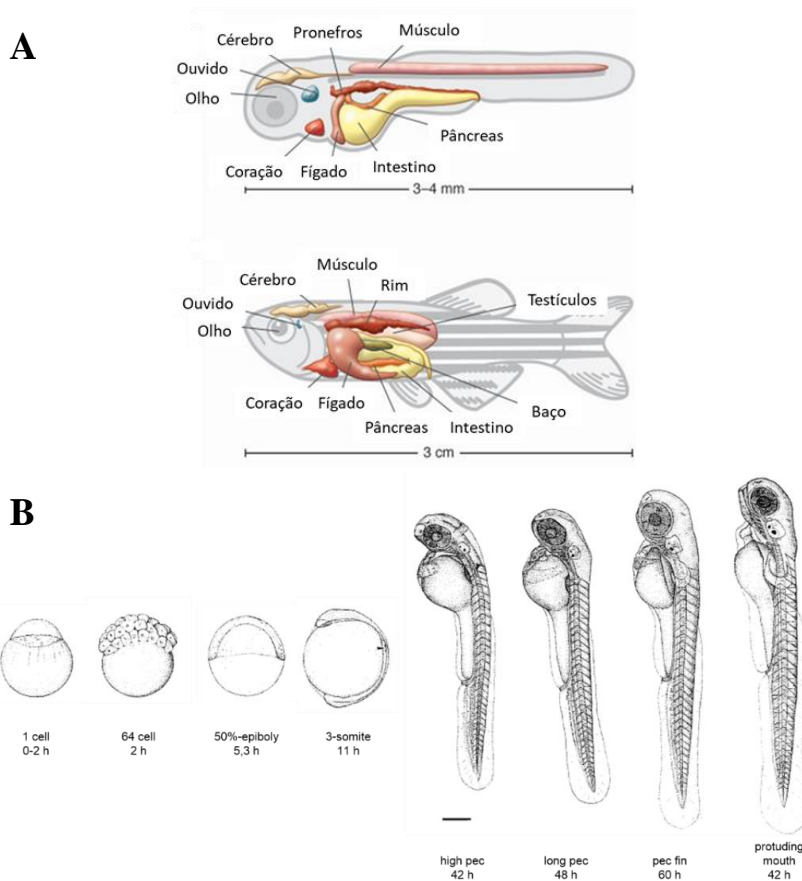 A
Cérebro
Pronefros
Músculo
Ouvido
Olho
Pâncreas
Coração
Fígado
Intestino
3–4 mm
Músculo
Cérebro
Rim
Ouvido
Testículos
Olho
Coração
Fígado
Baço
Pâncreas
Intestino
3 cm
B
1 cell
0-2 h
64 cell
2 h
50%-epiboly
5,3 h
3-somite
11 h
high pec
42 h
long pec
48 h
pec fin
60 h
protuding
mouth
42 h